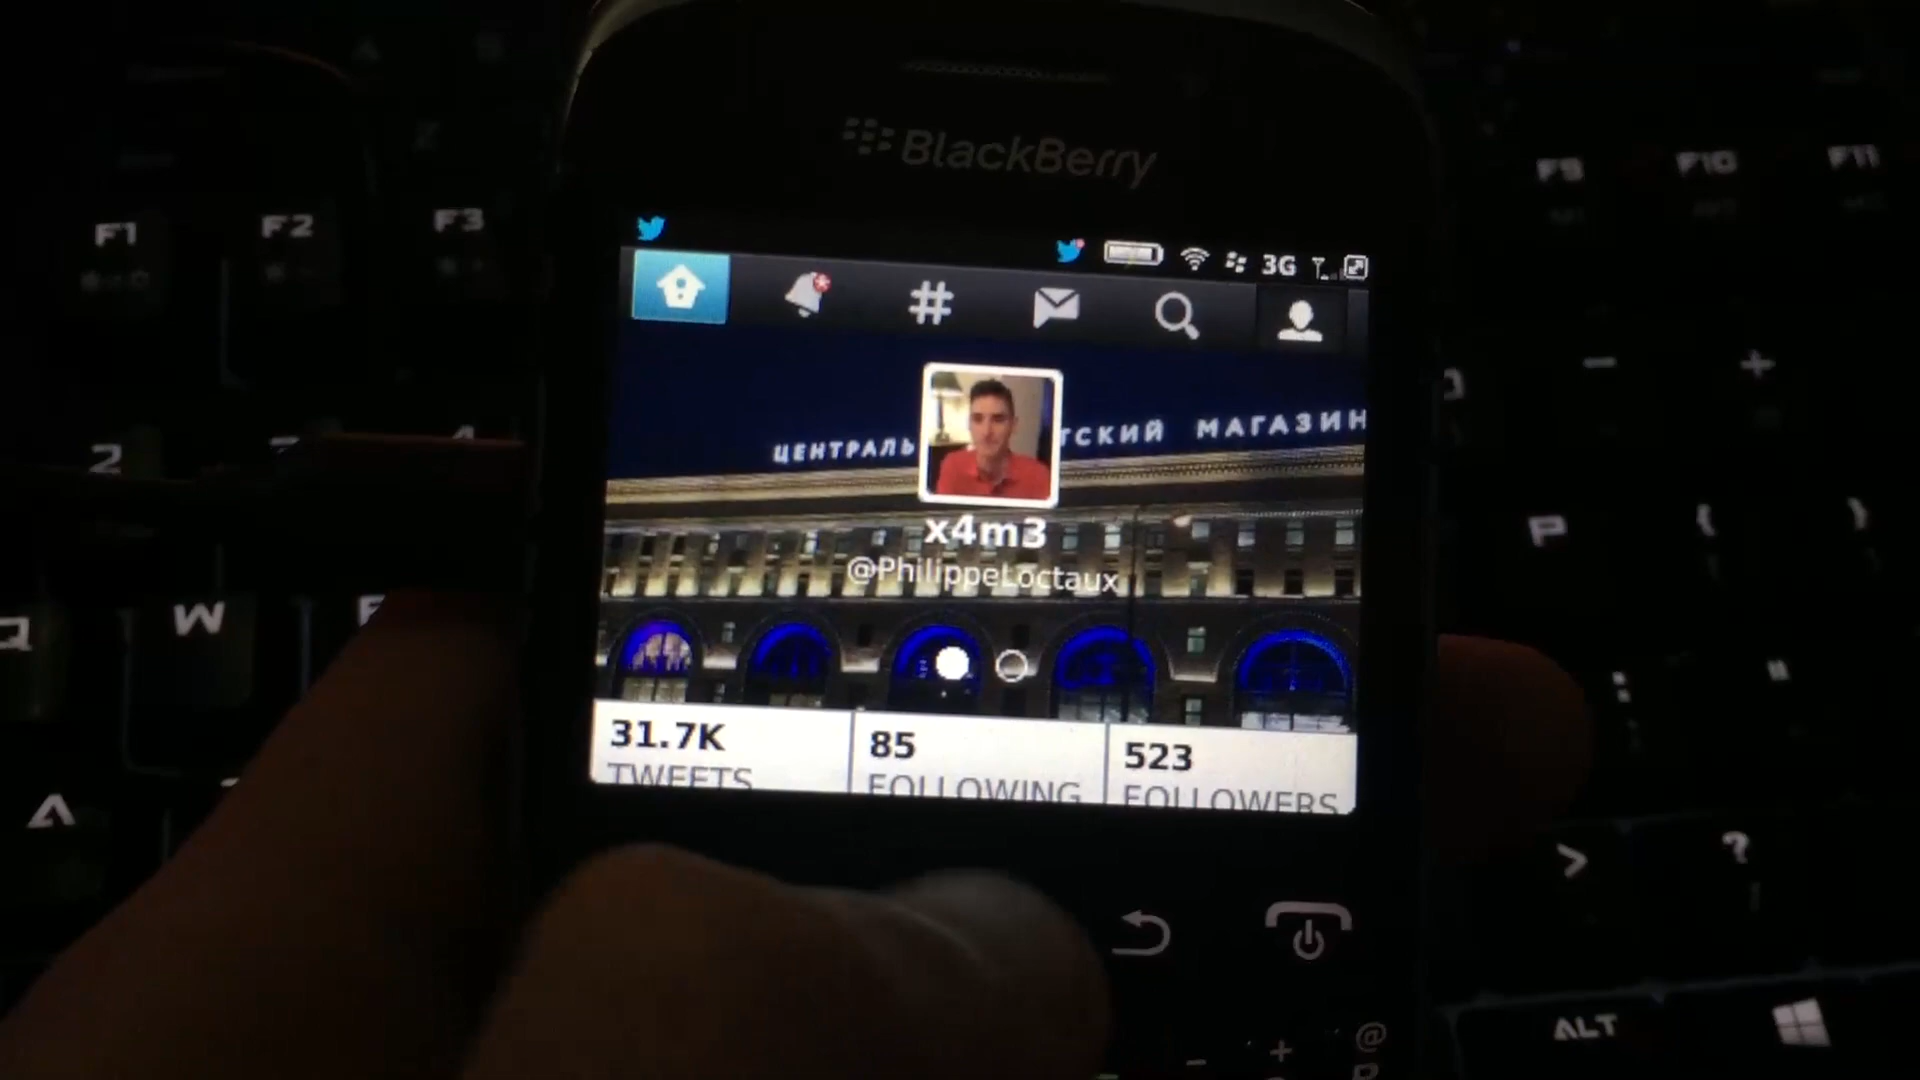 BlackBerry
3G
#
ЦЕНТРАЛЬ ТСКИЙ МАГАЗИН
x4m3
@PhilippeLoctaux
31.7K 85 523
TWEETS FOLLOWING FOLLOWERS
F1 F2 F3
F9 F10 F11
2
- +
W
P { }
A
: "
> ?
ALT
- + @